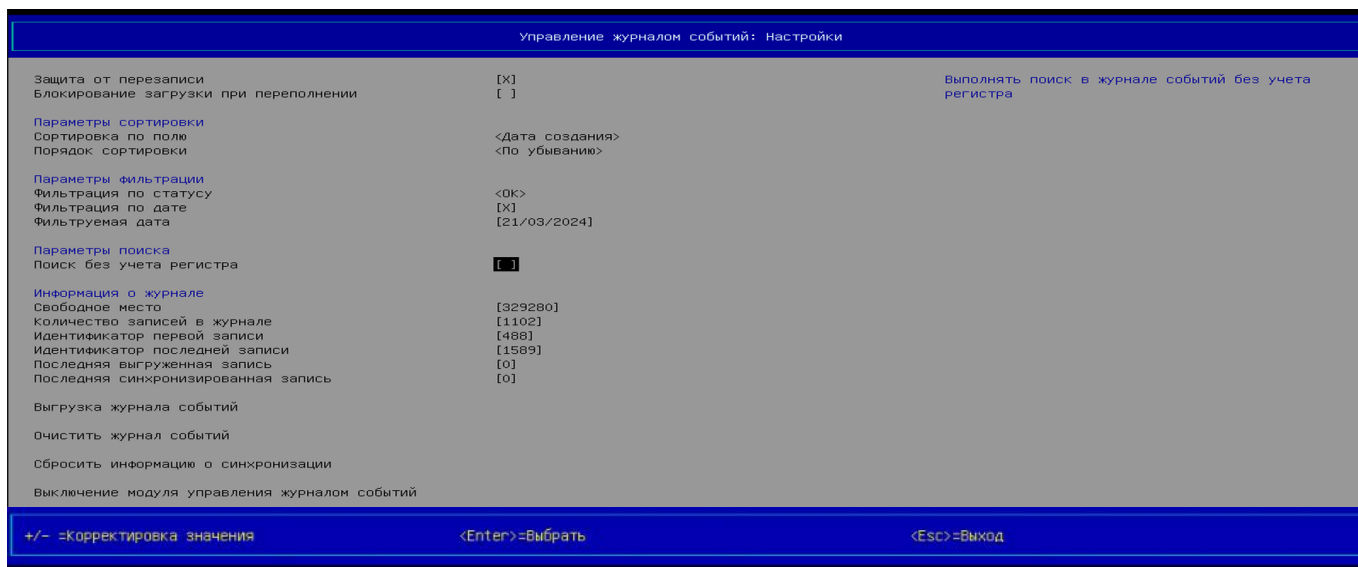 Управление журналом событий: Настройки
Защита от перезаписи [X] Выполнять поиск в журнале событий без учета
Блокирование загрузки при переполнении [ ] регистра
Параметры сортировки
Сортировка по полю <Дата создания>
Порядок сортировки <По убыванию>
Параметры фильтрации
Фильтрация по статусу <OK>
Фильтрация по дате [X]
Фильтруемая дата [21/03/2024]
Параметры поиска
Поиск без учета регистра [ ]
Информация о журнале
Свободное место [329280]
Количество записей в журнале [1102]
Идентификатор первой записи [488]
Идентификатор последней записи [1589]
Последняя выгруженная запись [0]
Последняя синхронизированная запись [0]
Выгрузка журнала событий
Очистить журнал событий
Сбросить информацию о синхронизации
Выключение модуля управления журналом событий
+/- =Корректировка значения <Enter>=Выбрать <Esc>=Выход